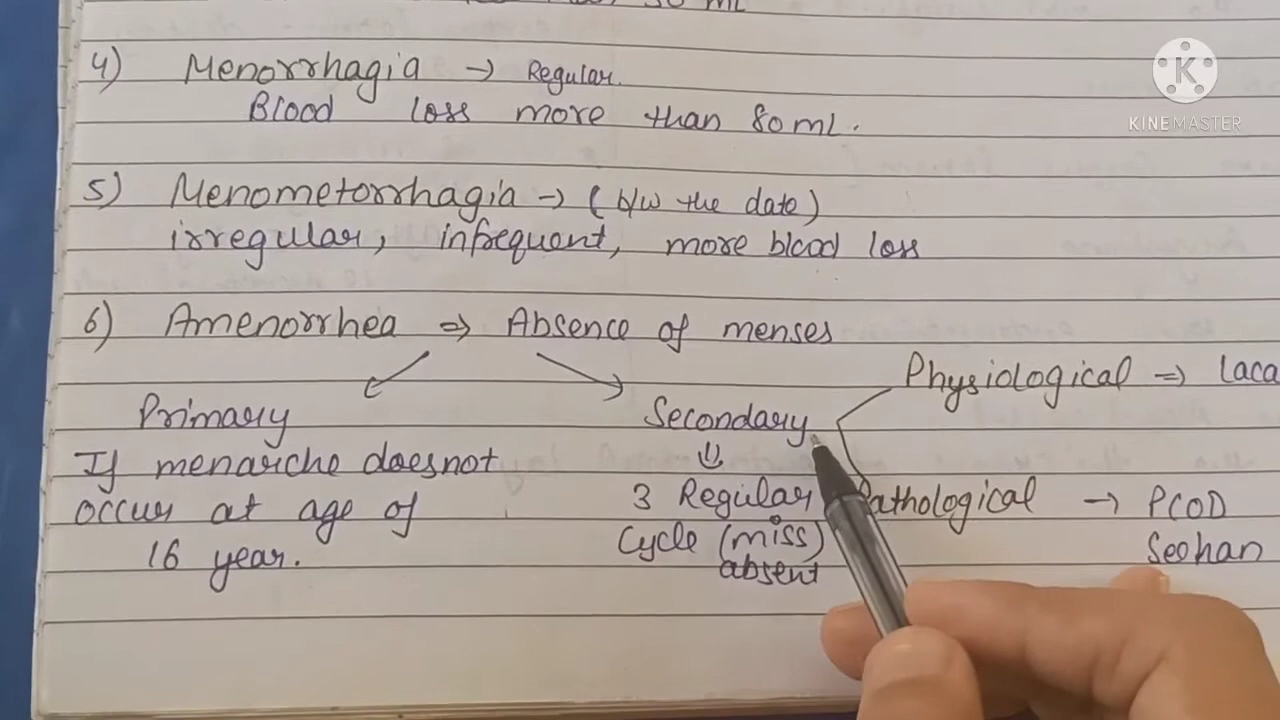 4) Menorrhagia → Regular.
Blood loss more than 80 mL.
KINEMASTER
5) Menometorrhagia → ( b/w the date)
irregular, infrequent, more blood loss
6) Amenorrhea ⇒ Absence of menses
Physiological ⇒ Laca
Primary
Secondary
If menarche doesnot
occur at age of
16 year.
3 Regular
Cycle (miss)
absent
Pathological → PCOD
Seehan